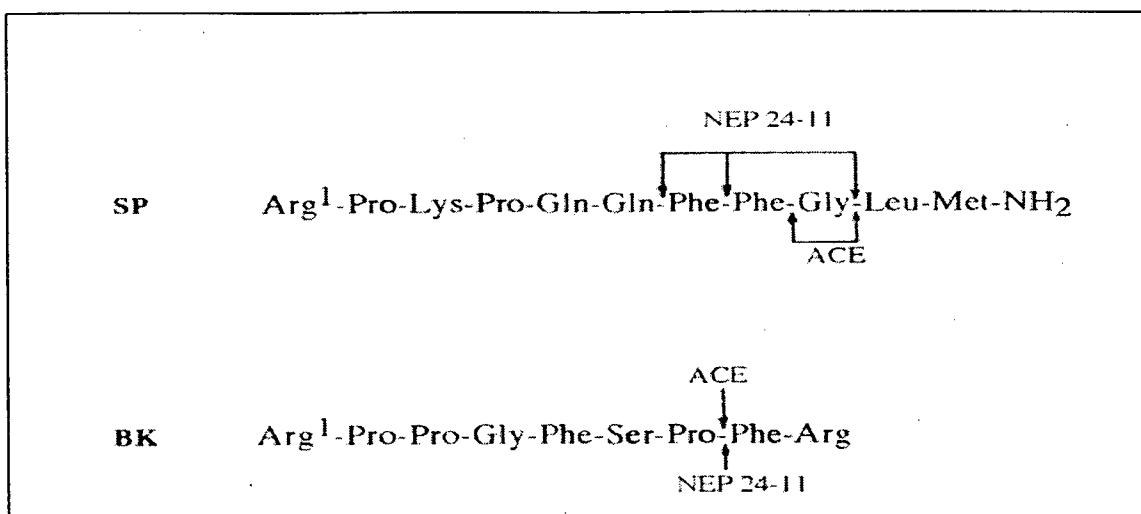 NEP 24-11
SP Arg1-Pro-Lys-Pro-Gln-Gln-Phe-Phe-Gly-Leu-Met-NH2
ACE
ACE
BK Arg1-Pro-Pro-Gly-Phe-Ser-Pro-Phe-Arg
NEP 24-11